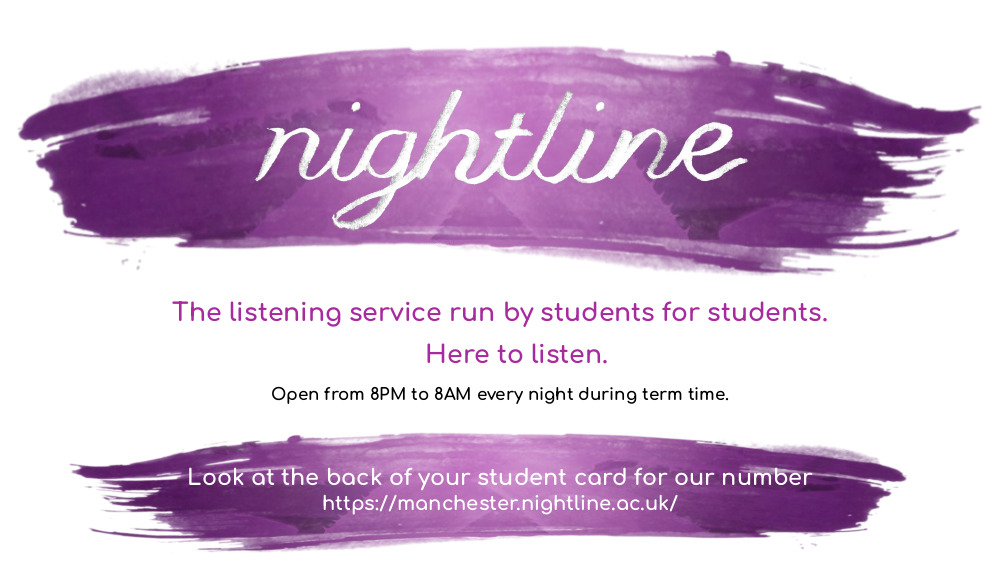 nightline
The listening service run by students for students.
Here to listen.
Open from 8PM to 8AM every night during term time.
Look at the back of your student card for our number
https://manchester.nightline.ac.uk/